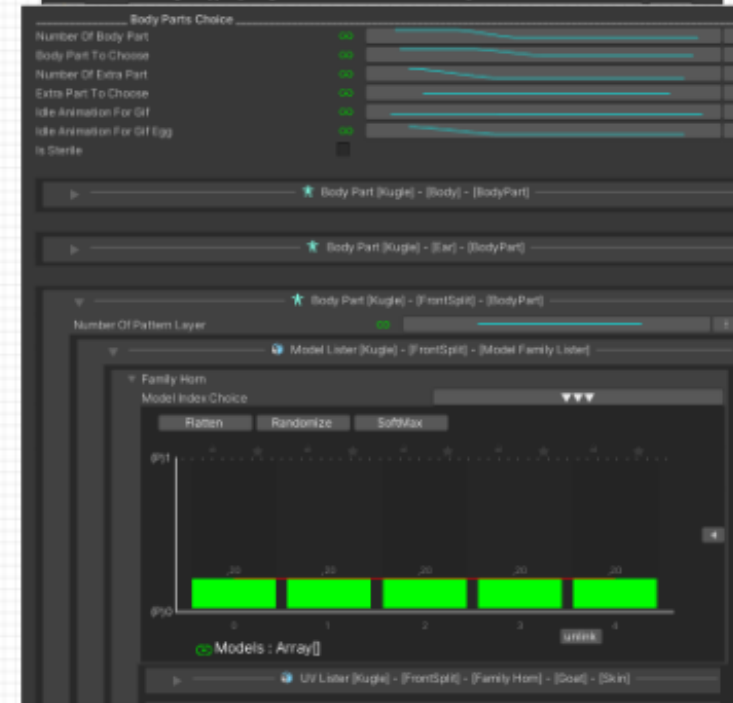 Body Parts Choice
Number Of Body Part
Body Part To Choose
Number Of Extra Part
Extra Part To Choose
Idle Animation For Gif
Idle Animation For Gif Egg
Is Sterile
Body Part [Kugle] - [Body] - [BodyPart]
Body Part [Kugle] - [Ear] - [BodyPart]
Body Part [Kugle] - [FrontSplit] - [BodyPart]
Number Of Pattern Layer
Model Lister [Kugle] - [FrontSplit] - [Model Family Lister]
Family Horn
Model Index Choice ▼▼▼
Flatten Randomize SoftMax
(P)1
,20 ,20 ,20 ,20 ,20
(P)0
0 1 2 3 4
unlink
Models : Array[]
UV Lister [Kugle] - [FrontSplit] - [Family Horn] - [Goat] - [Skin]